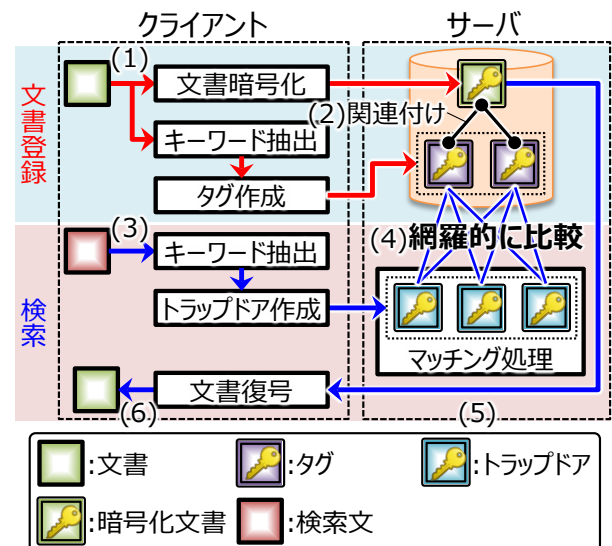 クライアント
サーバ
文書登録
(1)
文書暗号化
(2)関連付け
キーワード抽出
タグ作成
検索
(3)
キーワード抽出
(4)網羅的に比較
トラップドア作成
マッチング処理
文書復号
(6)
(5)
:文書
:タグ
:トラップドア
:暗号化文書
:検索文